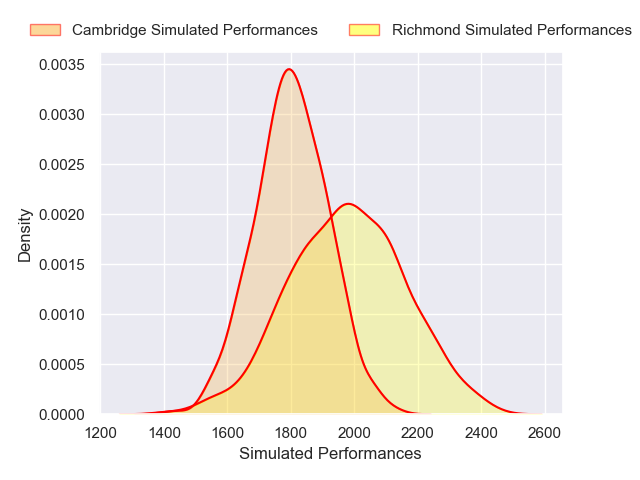 Cambridge Simulated Performances Richmond Simulated Performances
0.0035
0.0030
0.0025
0.0020
0.0015
0.0010
0.0005
0.0000
Density
1200 1400 1600 1800 2000 2200 2400 2600
Simulated Performances